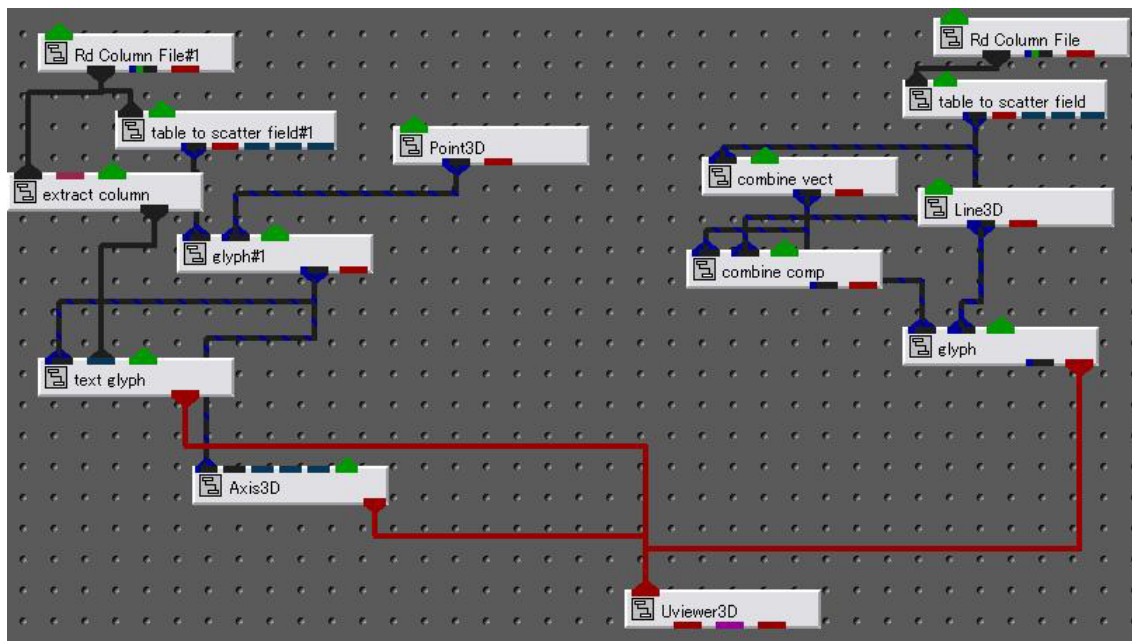 Rd Column File#1
Rd Column File
table to scatter field#1
table to scatter field
Point3D
extract column
combine vect
Line3D
glyph#1
combine comp
text glyph
glyph
Axis3D
Uviewer3D